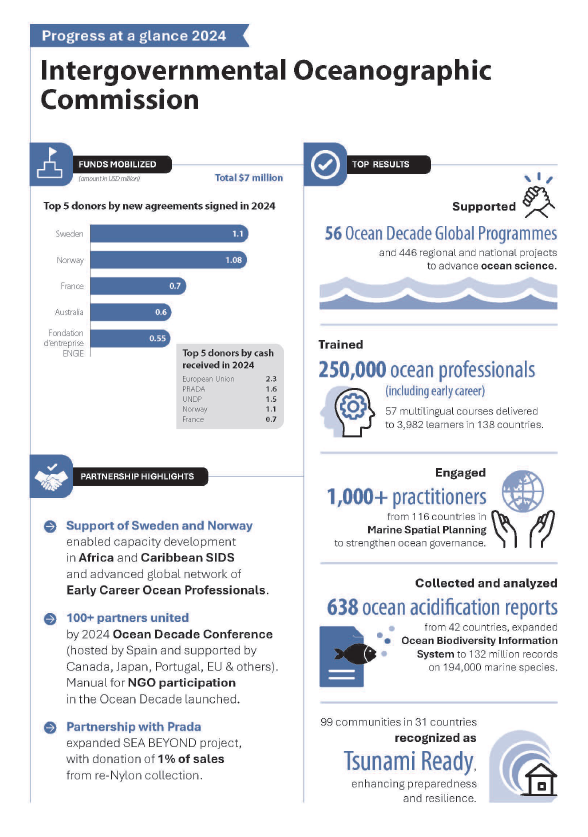 Progress at a glance 2024
Intergovernmental Oceanographic
Commission
FUNDS MOBILIZED
(amount in USD million)
Total $7 million
Top 5 donors by new agreements signed in 2024
Sweden 1.1
Norway 1.08
France 0.7
Australia 0.6
Fondation
d'entreprise
ENGIE
0.55
Top 5 donors by cash
received in 2024
European Union 2.3
PRADA 1.6
UNDP 1.5
Norway 1.1
France 0.7
PARTNERSHIP HIGHLIGHTS
Support of Sweden and Norway
enabled capacity development
in Africa and Caribbean SIDS
and advanced global network of
Early Career Ocean Professionals.
100+ partners united
by 2024 Ocean Decade Conference
(hosted by Spain and supported by
Canada, Japan, Portugal, EU & others).
Manual for NGO participation
in the Ocean Decade launched.
Partnership with Prada
expanded SEA BEYOND project,
with donation of 1% of sales
from re-Nylon collection.
TOP RESULTS
Supported
56 Ocean Decade Global Programmes
and 446 regional and national projects
to advance ocean science.
Trained
250,000 ocean professionals
(including early career)
57 multilingual courses delivered
to 3,982 learners in 138 countries.
Engaged
1,000+ practitioners
from 116 countries in
Marine Spatial Planning
to strengthen ocean governance.
Collected and analyzed
638 ocean acidification reports
from 42 countries, expanded
Ocean Biodiversity Information
System to 132 million records
on 194,000 marine species.
99 communities in 31 countries
recognized as
Tsunami Ready,
enhancing preparedness
and resilience.